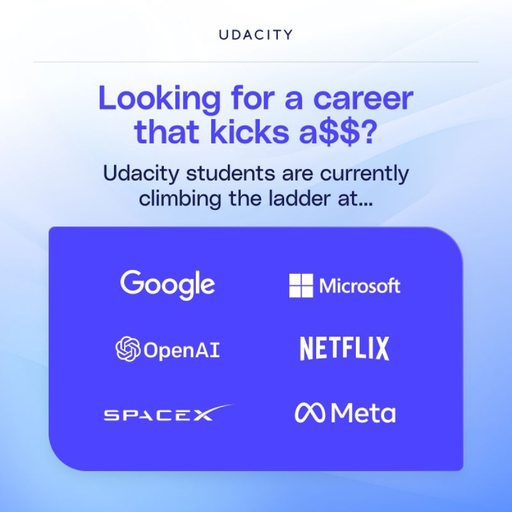 UDACITY
Looking for a career
that kicks a$$?
Udacity students are currently
climbing the ladder at...
Google
Microsoft
OpenAI
NETFLIX
SPACEX
Meta